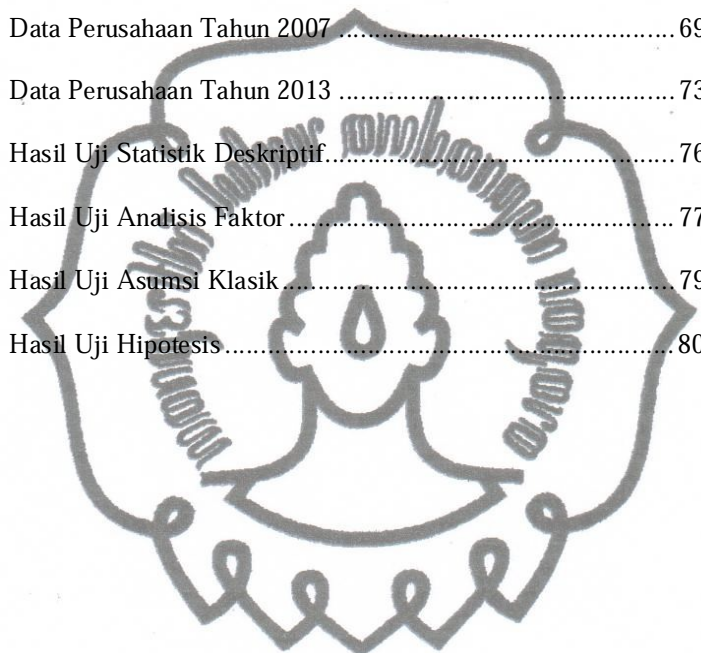 Data Perusahaan Tahun 2007 ............................................... 69
Data Perusahaan Tahun 2013 ............................................... 73
Hasil Uji Statistik Deskriptif................................................. 76
Hasil Uji Analisis Faktor ...................................................... 77
Hasil Uji Asumsi Klasik....................................................... 79
Hasil Uji Hipotesis ............................................................... 80